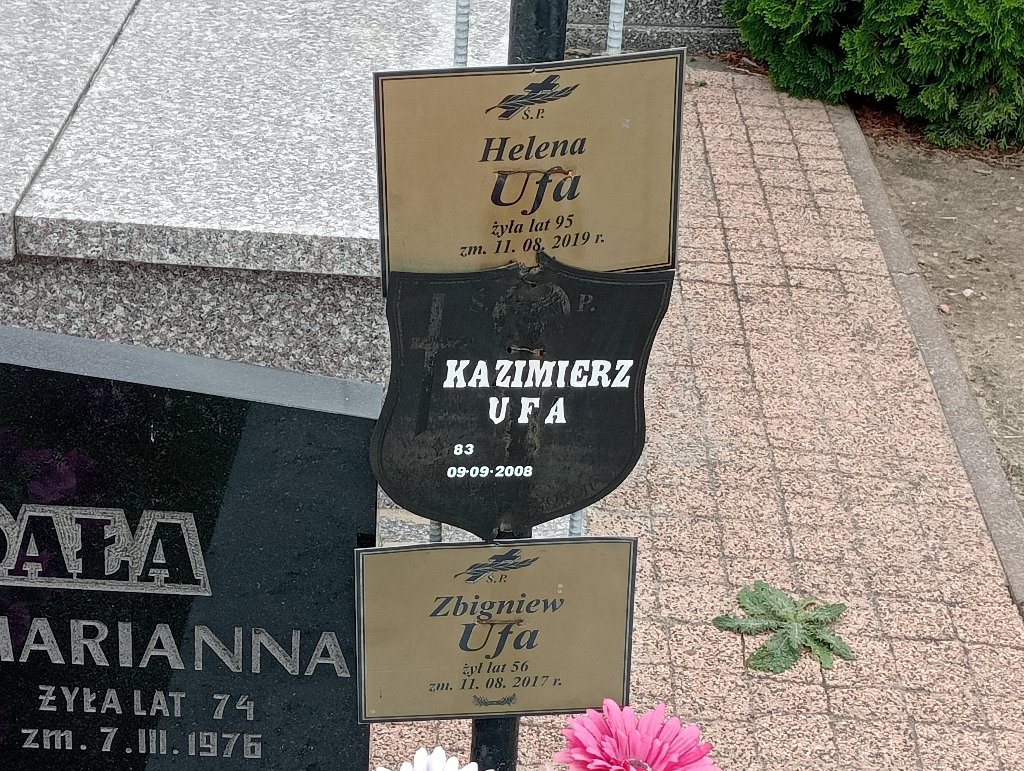 Ś.P.
Helena
Ufa
żyła lat 95
zm. 11. 08. 2019 r.
Ś. P.
KAZIMIERZ
UFA
83
09-09-2008
Ś.P.
Zbigniew
Ufa
żył lat 56
zm. 11. 08. 2017 r.
MARIANNA
ŻYŁA LAT 74
zm. 7.III.1976